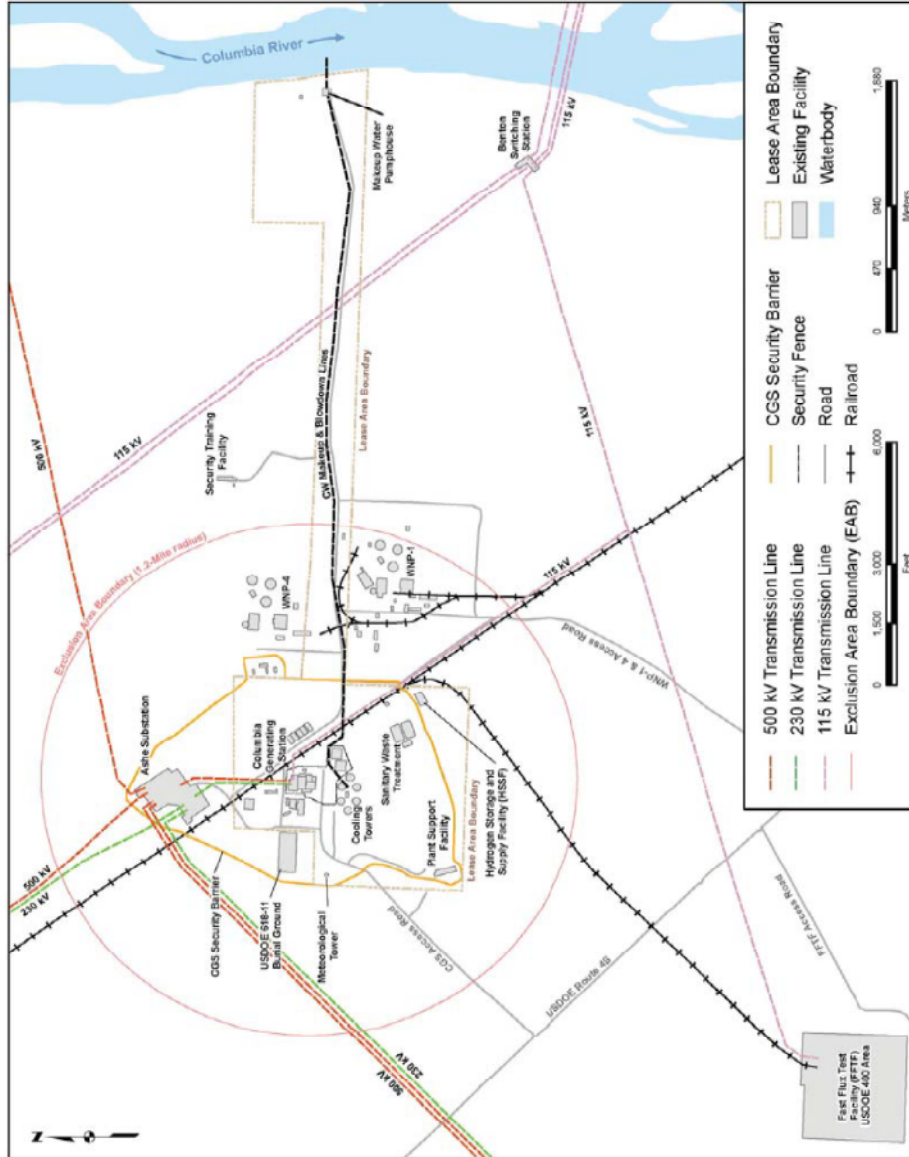 N
Columbia River
500 kV
115 kV
Security Training
Facility
Makeup Water
Pumphouse
Benton
Switching
Station
115 kV
CW Makeup & Blowdown Lines
Lease Area Boundary
Exclusion Area Boundary (1.2-Mile radius)
Ashe Substation
500 kV
230 kV
WNP-4
WNP-1
115 kV
115 kV
Columbia
Generating
Station
CGS Security Barrier
USDOE 618-11
Burial Ground
Meteorological
Tower
Cooling
Towers
Sanitary Waste
Treatment
Plant Support
Facility
Lease Area Boundary
Hydrogen Storage and
Supply Facility (HSSF)
WNP-1 & 4 Access Road
CGS Access Road
230 kV
500 kV
USDOE Route 4S
FFTF Access Road
Fast Flux Test
Facility (FFTF)
USDOE 400 Area
500 kV Transmission Line
230 kV Transmission Line
115 kV Transmission Line
Exclusion Area Boundary (EAB)
CGS Security Barrier
Security Fence
Road
Railroad
Lease Area Boundary
Existing Facility
Waterbody
0 1,500 3,000 6,000
Feet
0 470 940 1,880
Meters